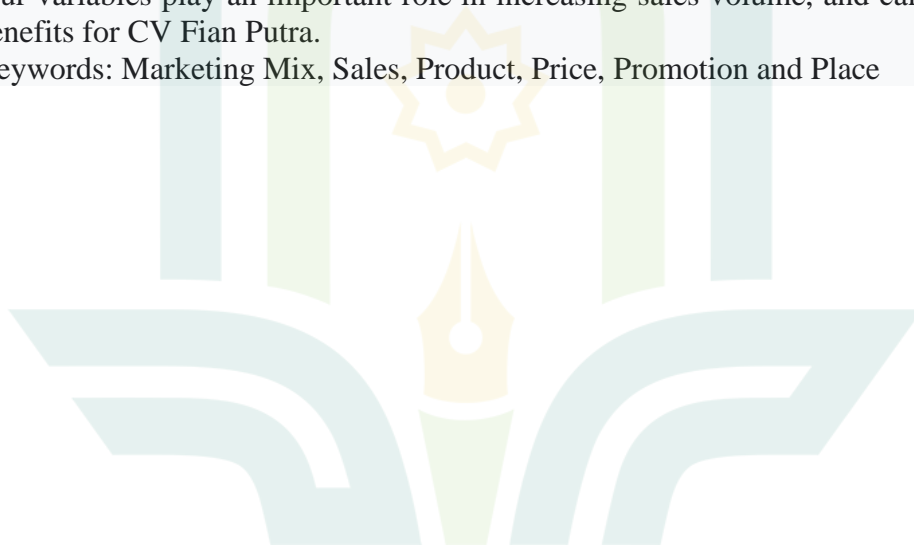 ur variables play an important role in increasing sales volume, and can
enefits for CV Fian Putra.
eywords: Marketing Mix, Sales, Product, Price, Promotion and Place